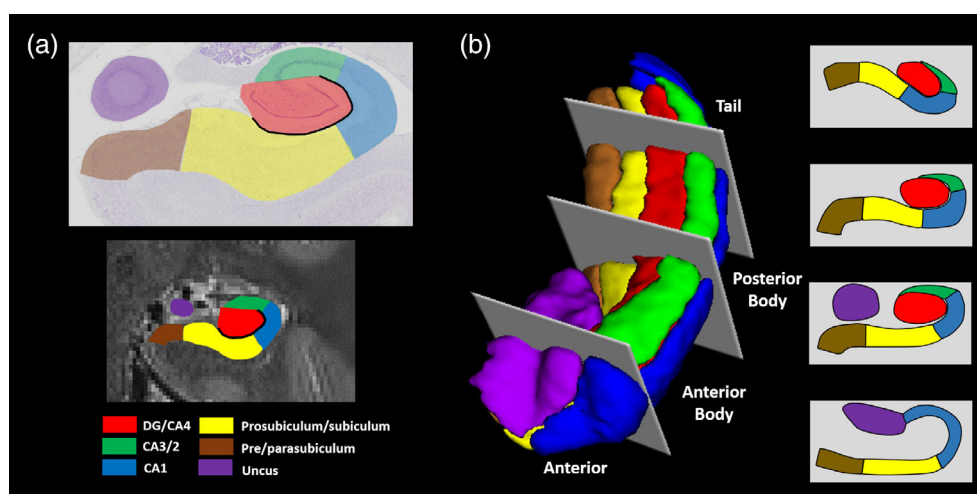 (a)
DG/CA4
Prosubiculum/subiculum
CA3/2
Pre/parasubiculum
CA1
Uncus
(b)
Tail
Posterior
Body
Anterior
Body
Anterior